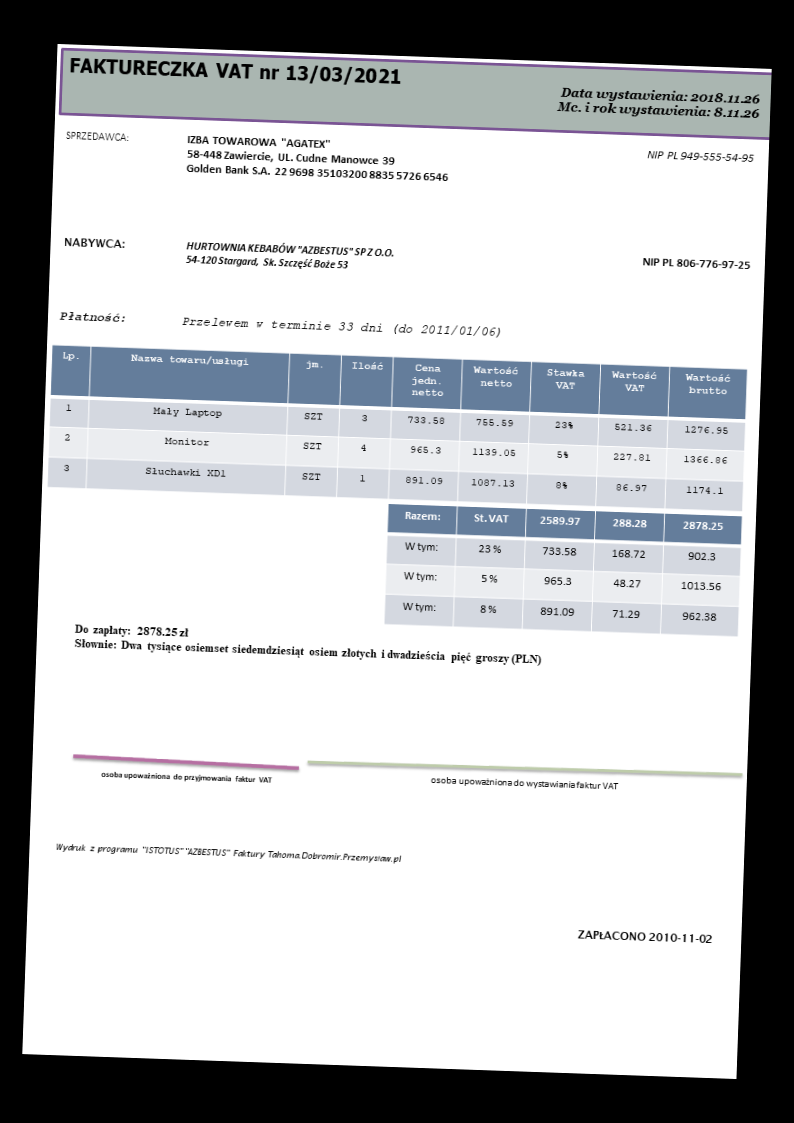 FAKTURECZKA VAT nr 13/03/2021
Data wystawienia: 2018.11.26
Mc. i rok wystawienia: 8.11.26
SPRZEDAWCA: IZBA TOWAROWA "AGATEX" NIP PL 949-555-54-95
58-448 Zawiercie, UL. Cudne Manowce 39
Golden Bank S.A. 22 9698 35103200 8835 5726 6546
NABYWCA: HURTOWNIA KEBABÓW "AZBESTUS" SP Z O.O. NIP PL 806-776-97-25
54-120 Stargard, Sk. Szczęść Boże 53
Płatność: Przelewem w terminie 33 dni (do 2011/01/06)
Lp. Nazwa towaru/usługi jm. Ilość Cena jedn. netto Wartość netto Stawka VAT Wartość VAT Wartość brutto
1 Mały Laptop SZT 3 733.58 755.59 23% 521.36 1276.95
2 Monitor SZT 4 965.3 1139.05 5% 227.81 1366.86
3 Słuchawki XD1 SZT 1 891.09 1087.13 8% 86.97 1174.1
Razem: St.VAT 2589.97 288.28 2878.25
W tym: 23 % 733.58 168.72 902.3
W tym: 5 % 965.3 48.27 1013.56
W tym: 8 % 891.09 71.29 962.38
Do zapłaty: 2878.25 zł
Słownie: Dwa tysiące osiemset siedemdziesiąt osiem złotych i dwadzieścia pięć groszy (PLN)
osoba upoważniona do przyjmowania faktur VAT
osoba upoważniona do wystawiania faktur VAT
Wydruk z programu "ISTOTUS" "AZBESTUS" Faktury Tahoma.Dobromir.Przemysław.pl
ZAPŁACONO 2010-11-02